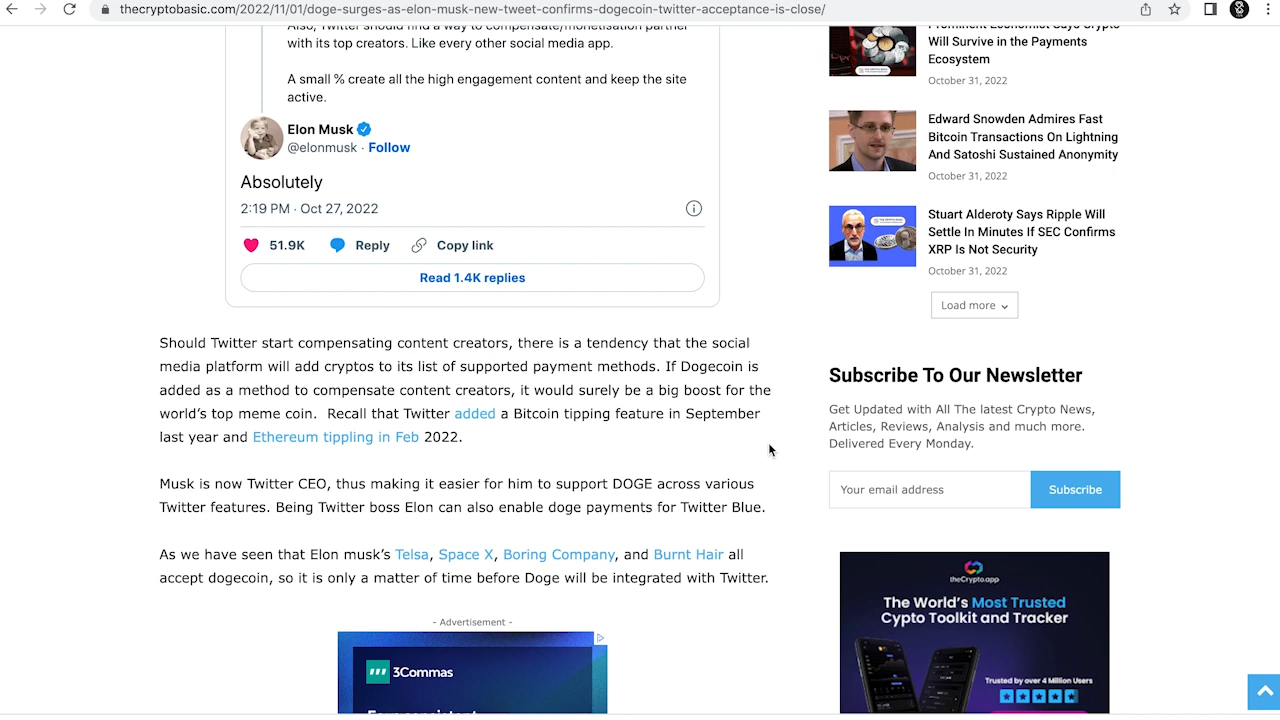 thecryptobasic.com/2022/11/01/doge-surges-as-elon-musk-new-tweet-confirms-dogecoin-twitter-acceptance-is-close/
Also, Twitter should find a way to compensate/monetisation partner
with its top creators. Like every other social media app.
A small % create all the high engagement content and keep the site
active.
Elon Musk
@elonmusk · Follow
Absolutely
2:19 PM · Oct 27, 2022
51.9K Reply Copy link
Read 1.4K replies
Should Twitter start compensating content creators, there is a tendency that the social
media platform will add cryptos to its list of supported payment methods. If Dogecoin is
added as a method to compensate content creators, it would surely be a big boost for the
world's top meme coin. Recall that Twitter added a Bitcoin tipping feature in September
last year and Ethereum tippling in Feb 2022.
Musk is now Twitter CEO, thus making it easier for him to support DOGE across various
Twitter features. Being Twitter boss Elon can also enable doge payments for Twitter Blue.
As we have seen that Elon musk's Telsa, Space X, Boring Company, and Burnt Hair all
accept dogecoin, so it is only a matter of time before Doge will be integrated with Twitter.
- Advertisement -
3Commas
Prominent Economist Says Crypto
Will Survive in the Payments
Ecosystem
October 31, 2022
Edward Snowden Admires Fast
Bitcoin Transactions On Lightning
And Satoshi Sustained Anonymity
October 31, 2022
Stuart Alderoty Says Ripple Will
Settle In Minutes If SEC Confirms
XRP Is Not Security
October 31, 2022
Load more
Subscribe To Our Newsletter
Get Updated with All The latest Crypto News,
Articles, Reviews, Analysis and much more.
Delivered Every Monday.
Your email address
Subscribe
theCrypto.app
The World's Most Trusted
Cypto Toolkit and Tracker
Trusted by over 4 Million Users